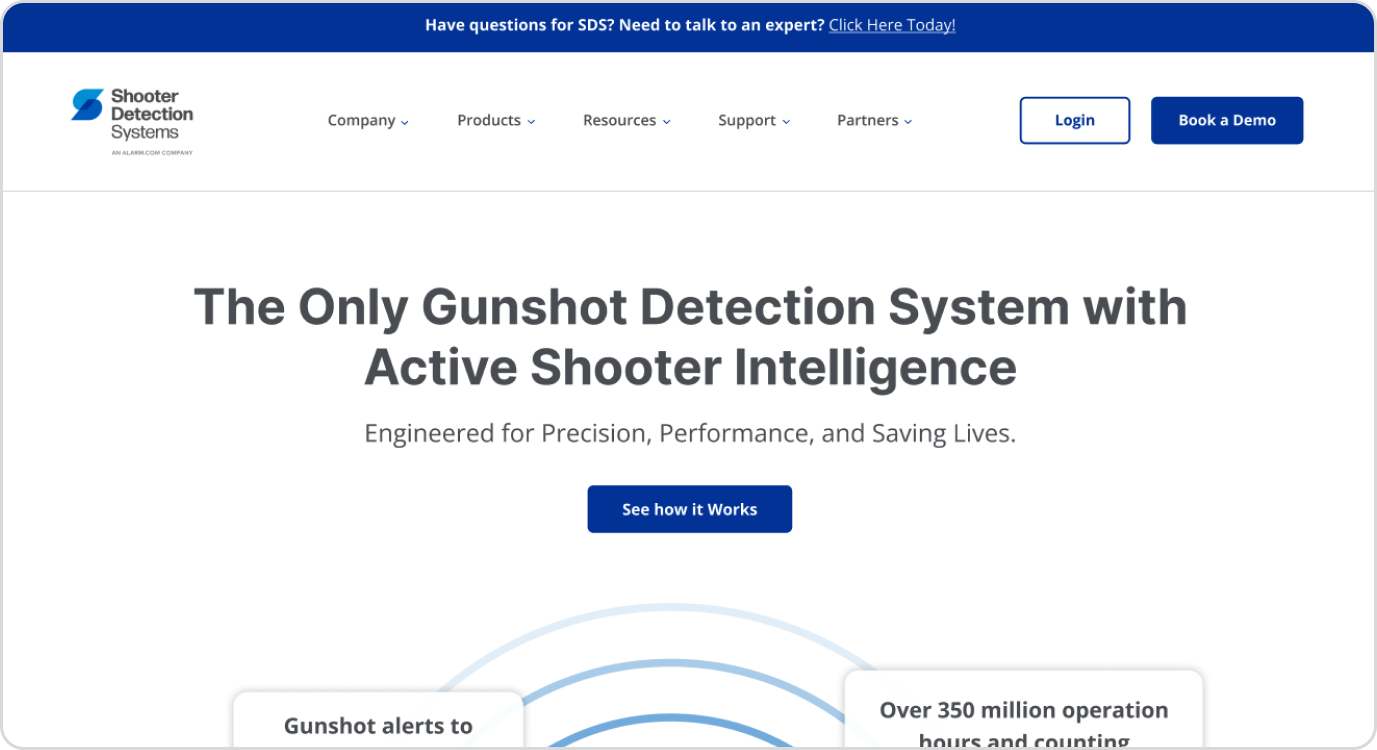 Have questions for SDS? Need to talk to an expert? Click Here Today!
Shooter
Detection
Systems
AN ALARM.COM COMPANY
Company
Products
Resources
Support
Partners
Login
Book a Demo
The Only Gunshot Detection System with
Active Shooter Intelligence
Engineered for Precision, Performance, and Saving Lives.
See how it Works
Gunshot alerts to
Over 350 million operation
hours and counting